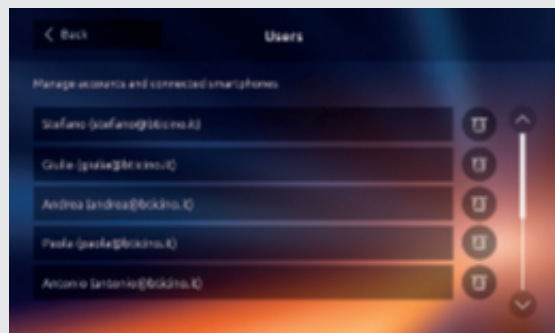 Back
Users
Manage accounts and connected smartphones
Stefano (stefano@bticino.it)
Giulia (giulia@bticino.it)
Andrea (andrea@bticino.it)
Paola (paola@bticino.it)
Antonio (antonio@bticino.it)